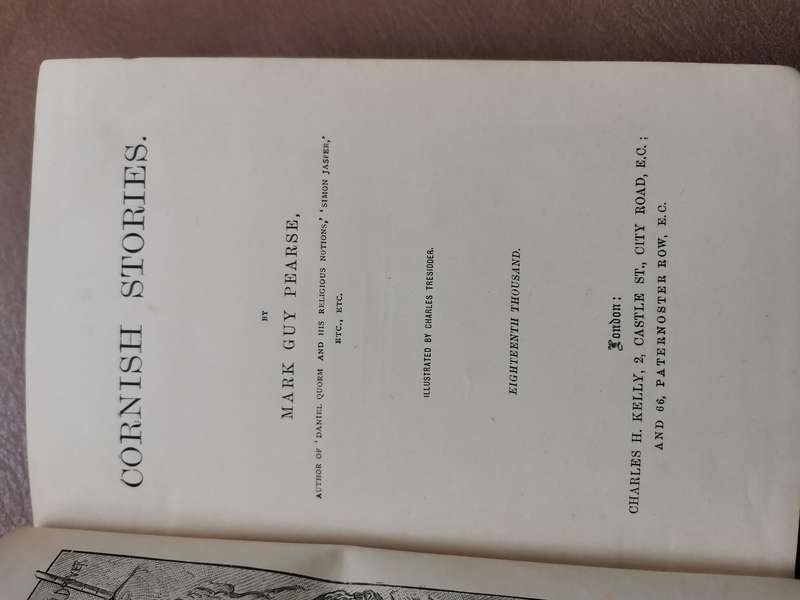 CORNISH STORIES.
BY
MARK GUY PEARSE,
AUTHOR OF 'DANIEL QUORM AND HIS RELIGIOUS NOTIONS,' 'SIMON JASPER,'
ETC., ETC.
ILLUSTRATED BY CHARLES TRESIDDER.
EIGHTEENTH THOUSAND.
London:
CHARLES H. KELLY, 2, CASTLE ST., CITY ROAD, E.C.;
AND 66, PATERNOSTER ROW, E.C.